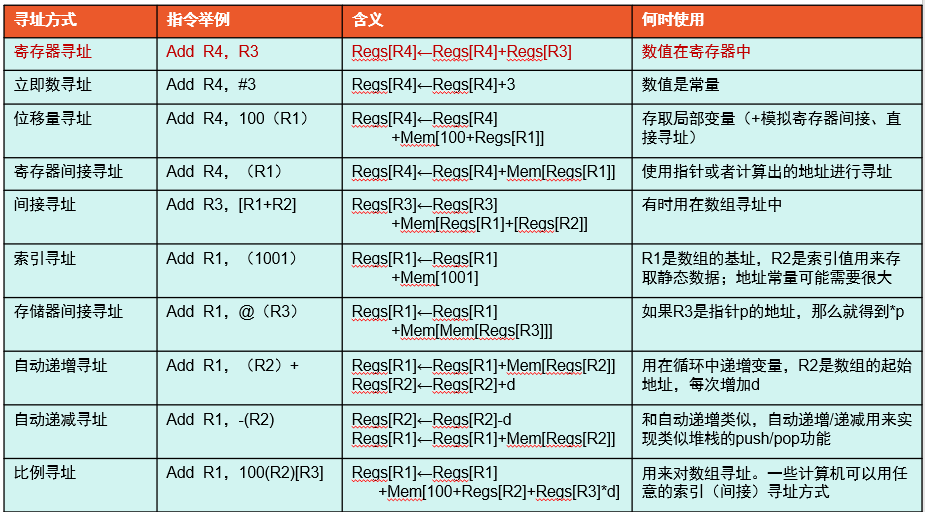 寻址方式 指令举例 含义 何时使用
寄存器寻址 Add R4，R3 Regs[R4]←Regs[R4]+Regs[R3] 数值在寄存器中
立即数寻址 Add R4，#3 Regs[R4]←Regs[R4]+3 数值是常量
位移量寻址 Add R4，100（R1） Regs[R4]←Regs[R4] 存取局部变量（+模拟寄存器间接、直
+Mem[100+Regs[R1]] 接寻址）
寄存器间接寻址 Add R4，（R1） Regs[R4]←Regs[R4]+Mem[Regs[R1]] 使用指针或者计算出的地址进行寻址
间接寻址 Add R3，[R1+R2] Regs[R3]←Regs[R3] 有时用在数组寻址中
+Mem[Regs[R1]+[Regs[R2]]
索引寻址 Add R1，（1001） Regs[R1]←Regs[R1] R1是数组的基址，R2是索引值用来存
+Mem[1001] 取静态数据；地址常量可能需要很大
存储器间接寻址 Add R1，@（R3） Regs[R1]←Regs[R1] 如果R3是指针p的地址，那么就得到*p
+Mem[Mem[Regs[R3]]]
自动递增寻址 Add R1，（R2）+ Regs[R1]←Regs[R1]+Mem[Regs[R2]] 用在循环中递增变量，R2是数组的起始
Regs[R2]←Regs[R2]+d 地址，每次增加d
自动递减寻址 Add R1，-(R2) Regs[R2]←Regs[R2]-d 和自动递增类似，自动递增/递减用来实
Regs[R1]←Regs[R1]+Mem[Regs[R2]] 现类似堆栈的push/pop功能
比例寻址 Add R1，100(R2)[R3] Regs[R1]←Regs[R1] 用来对数组寻址。一些计算机可以用任
+Mem[100+Regs[R2]+Regs[R3]*d] 意的索引（间接）寻址方式